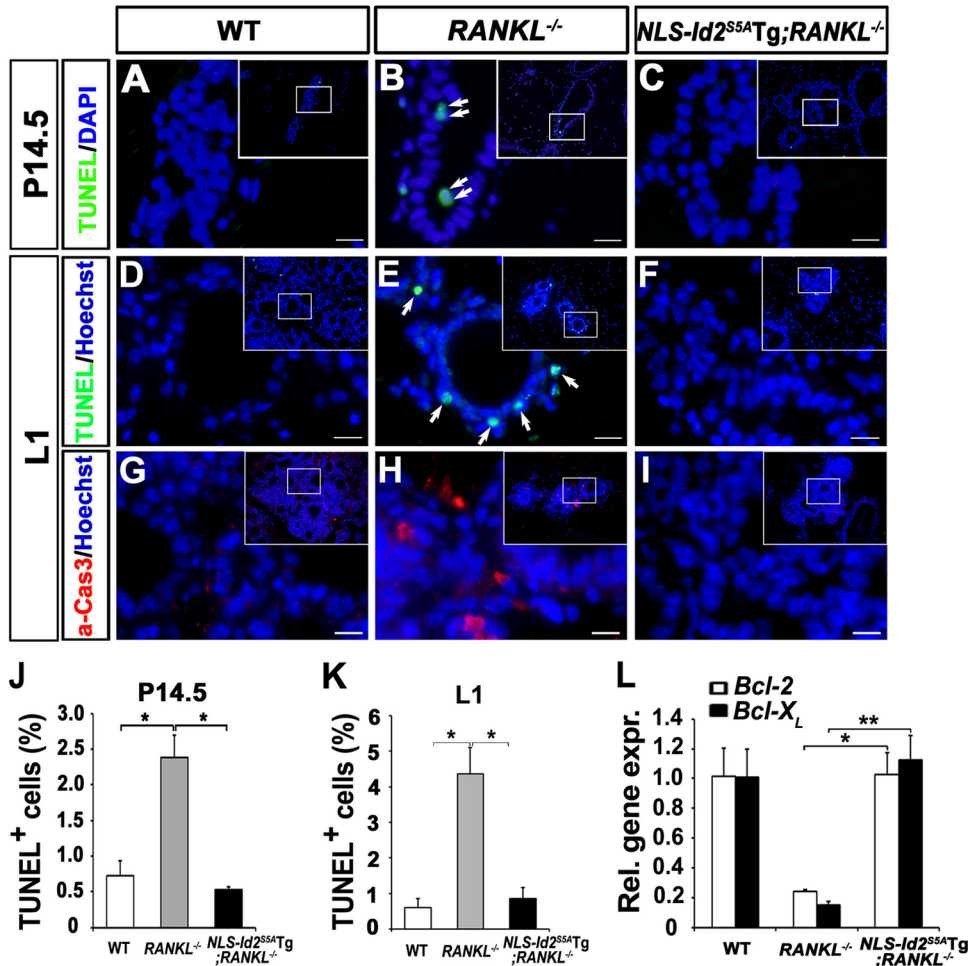 WT
RANKL-/-
NLS-Id2S5ATg;RANKL-/-
P14.5
TUNEL/DAPI
A
B
C
L1
TUNEL/Hoechst
D
E
F
a-Cas3/Hoechst
G
H
I
J
P14.5
TUNEL+ cells (%)
3.0
2.5
2.0
1.5
1.0
0.5
0.0
*
*
WT
RANKL-/-
NLS-Id2S5ATg
;RANKL-/-
K
L1
TUNEL+ cells (%)
6
5
4
3
2
1
0
*
*
WT
RANKL-/-
NLS-Id2S5ATg
;RANKL-/-
L
Bcl-2
Bcl-XL
Rel. gene expr.
1.4
1.2
1.0
0.8
0.6
0.4
0.2
0
**
*
WT
RANKL-/-
NLS-Id2S5ATg
;RANKL-/-